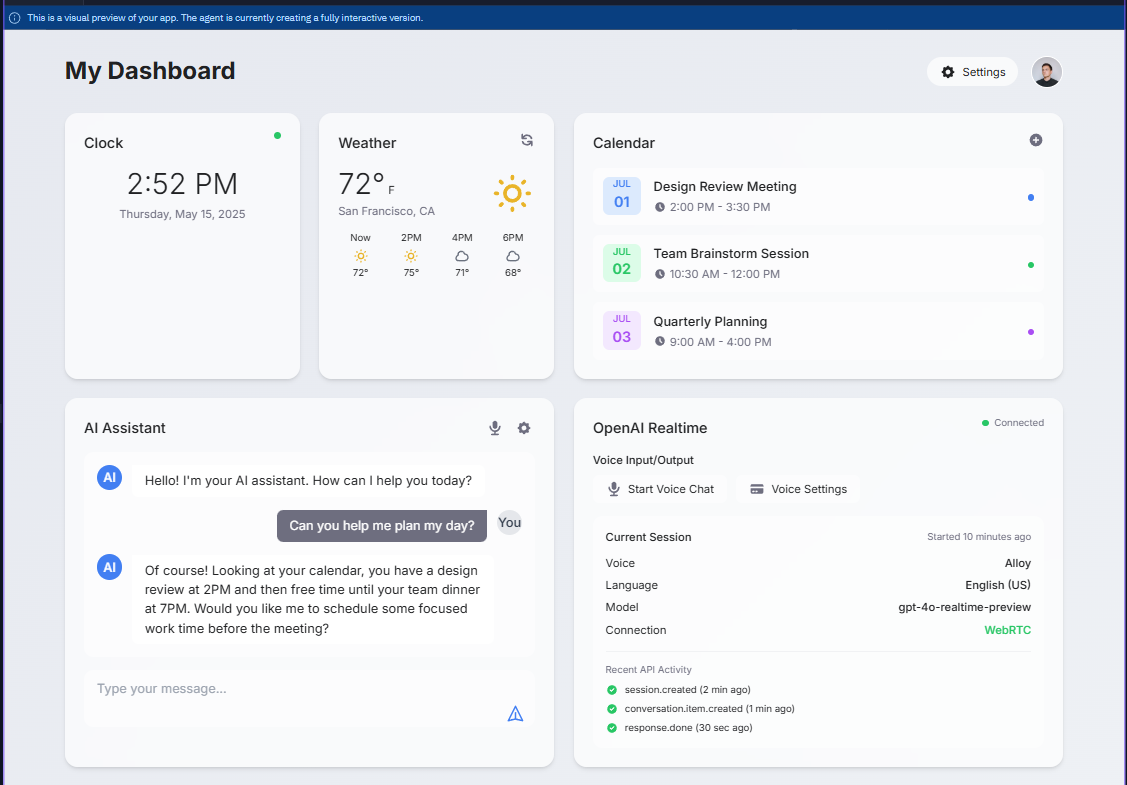 This is a visual preview of your app. The agent is currently creating a fully interactive version.
My Dashboard
Settings
Clock
2:52 PM
Thursday, May 15, 2025
Weather
72° F
San Francisco, CA
Now 2PM 4PM 6PM
72° 75° 71° 68°
Calendar
JUL
01
Design Review Meeting
2:00 PM - 3:30 PM
JUL
02
Team Brainstorm Session
10:30 AM - 12:00 PM
JUL
03
Quarterly Planning
9:00 AM - 4:00 PM
AI Assistant
AI
Hello! I'm your AI assistant. How can I help you today?
Can you help me plan my day?
You
AI
Of course! Looking at your calendar, you have a design
review at 2PM and then free time until your team dinner
at 7PM. Would you like me to schedule some focused
work time before the meeting?
Type your message...
OpenAI Realtime
Connected
Voice Input/Output
Start Voice Chat
Voice Settings
Current Session
Started 10 minutes ago
Voice
Alloy
Language
English (US)
Model
gpt-4o-realtime-preview
Connection
WebRTC
Recent API Activity
session.created (2 min ago)
conversation.item.created (1 min ago)
response.done (30 sec ago)